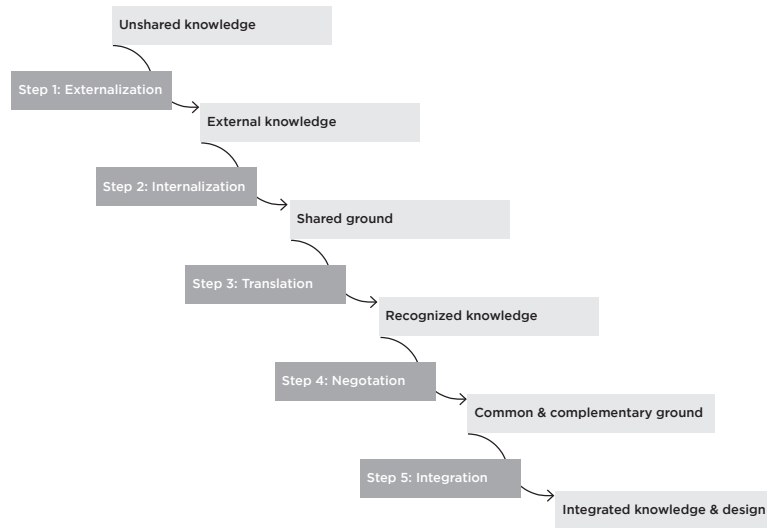 Unshared knowledge
Step 1: Externalization
External knowledge
Step 2: Internalization
Shared ground
Step 3: Translation
Recognized knowledge
Step 4: Negotation
Common & complementary ground
Step 5: Integration
Integrated knowledge & design